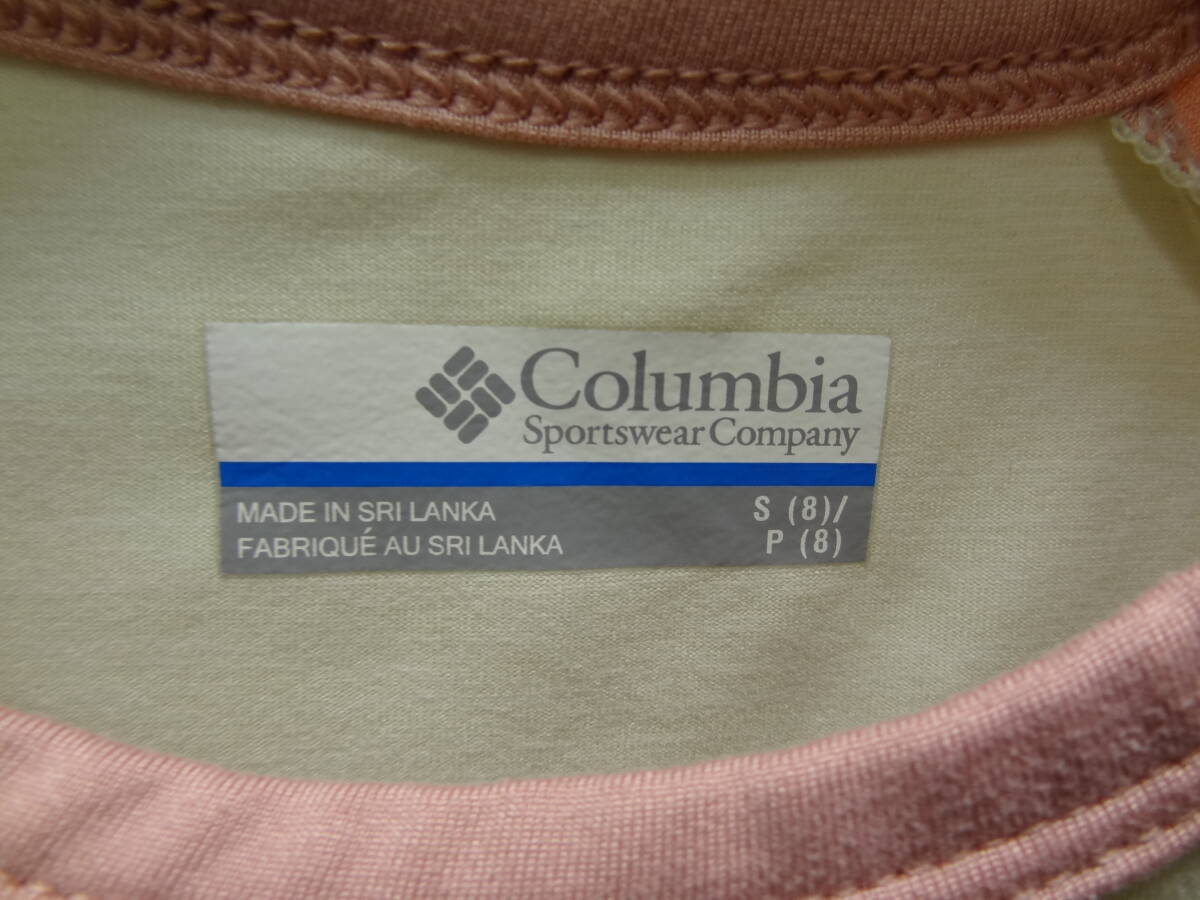 Columbia
Sportswear Company
MADE IN SRI LANKA
FABRIQUÉ AU SRI LANKA
S (8)/
P (8)